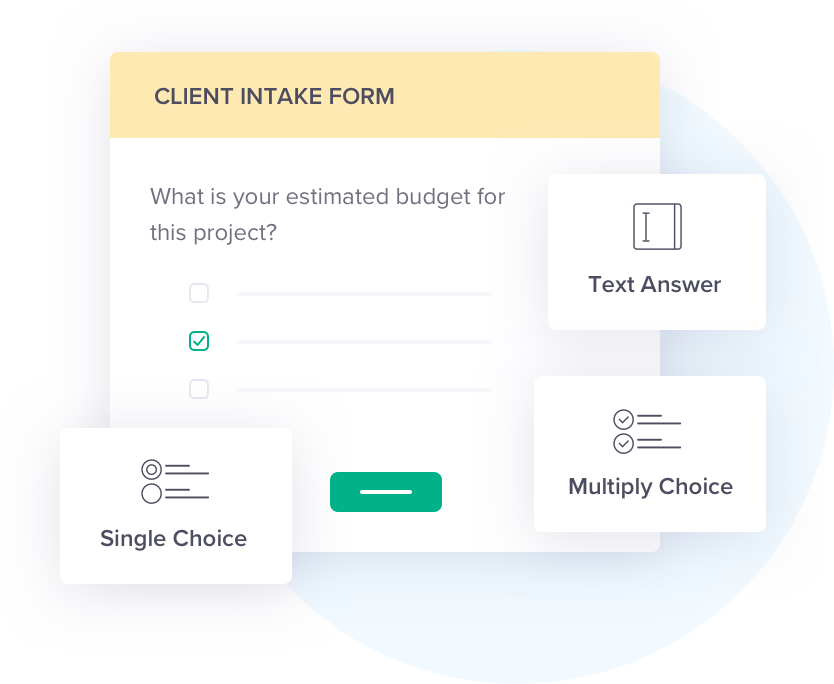 CLIENT INTAKE FORM
What is your estimated budget for
this project?
Text Answer
Multiply Choice
Single Choice